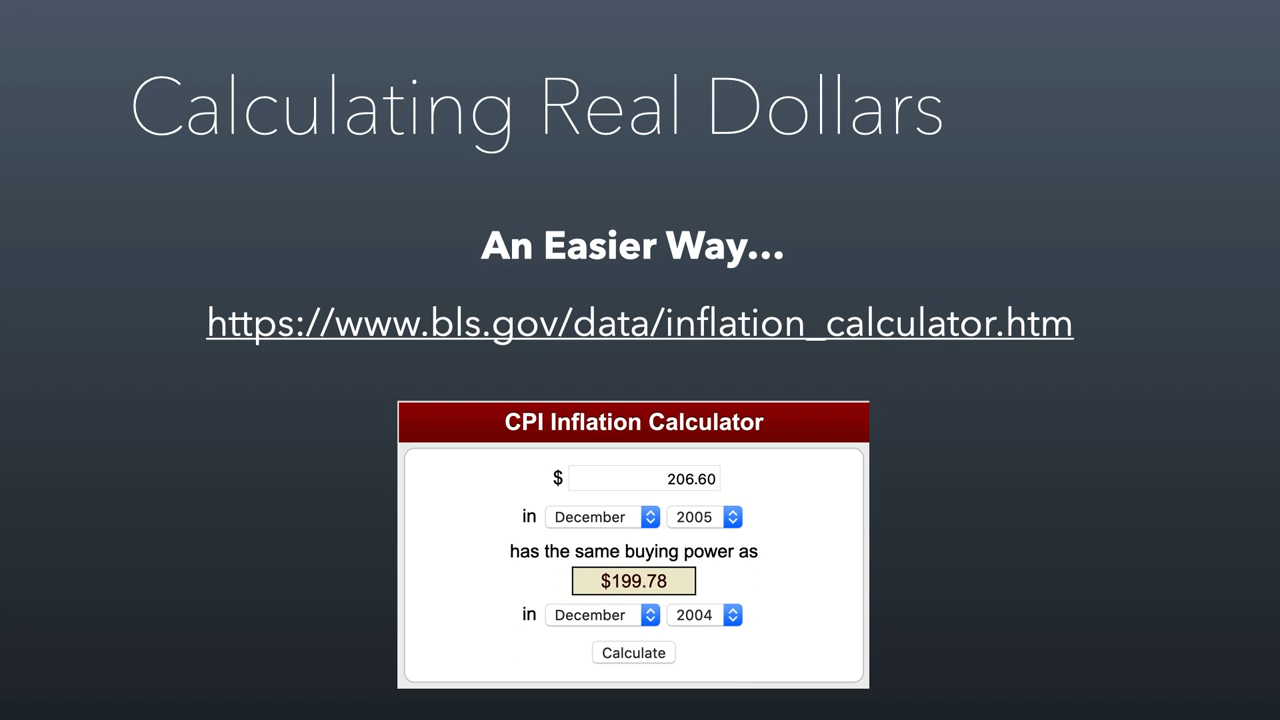 Calculating Real Dollars
An Easier Way...
https://www.bls.gov/data/inflation_calculator.htm
CPI Inflation Calculator
$ 206.60
in December 2005
has the same buying power as
$199.78
in December 2004
Calculate